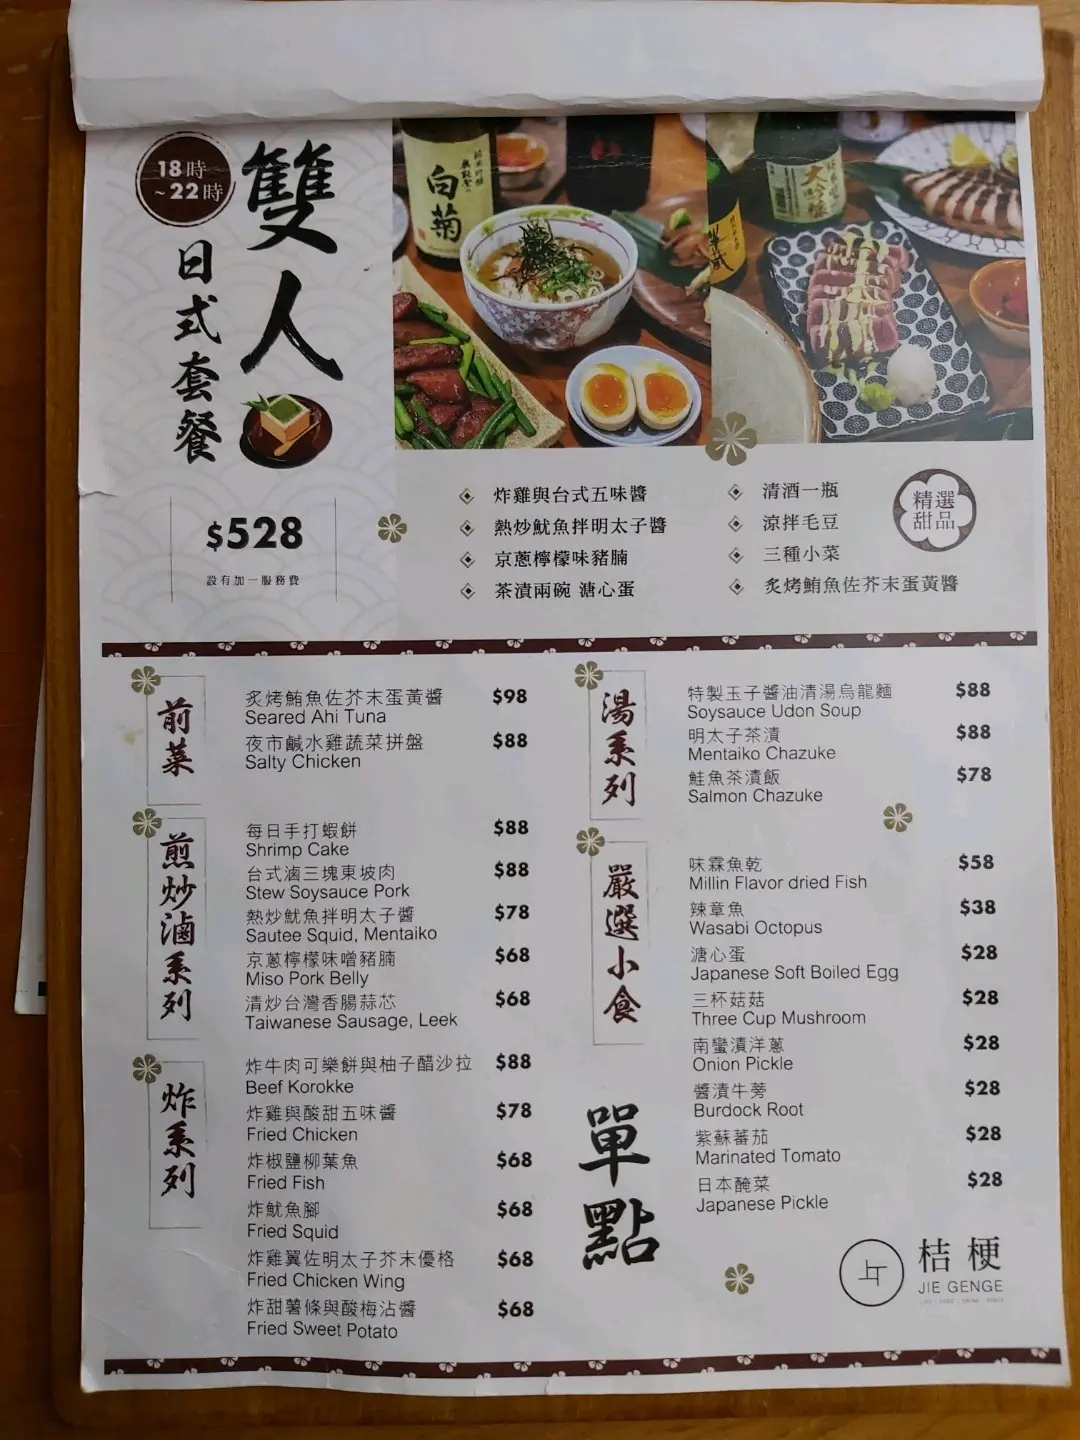 18時
~22時
雙人
日式套餐
$528
設有加一服務費
白菊
大吟釀
炸雞與台式五味醬
熱炒魷魚拌明太子醬
京蔥檸檬味豬腩
茶漬兩碗 溏心蛋
清酒一瓶
涼拌毛豆
三種小菜
炙烤鮪魚佐芥末蛋黃醬
精選
甜品
前菜
炙烤鮪魚佐芥末蛋黃醬 $98
Seared Ahi Tuna
夜市鹹水雞蔬菜拼盤 $88
Salty Chicken
煎炒滷系列
每日手打蝦餅 $88
Shrimp Cake
台式滷三塊東坡肉 $88
Stew Soysauce Pork
熱炒魷魚拌明太子醬 $78
Sautee Squid, Mentaiko
京蔥檸檬味噌豬腩 $68
Miso Pork Belly
清炒台灣香腸蒜芯 $68
Taiwanese Sausage, Leek
炸系列
炸牛肉可樂餅與柚子醋沙拉 $88
Beef Korokke
炸雞與酸甜五味醬 $78
Fried Chicken
炸椒鹽柳葉魚 $68
Fried Fish
炸魷魚腳 $68
Fried Squid
炸雞翼佐明太子芥末優格 $68
Fried Chicken Wing
炸甜薯條與酸梅沾醬 $68
Fried Sweet Potato
湯系列
特製玉子醬油清湯烏龍麵 $88
Soysauce Udon Soup
明太子茶漬 $88
Mentaiko Chazuke
鮭魚茶漬飯 $78
Salmon Chazuke
嚴選小食
味霖魚乾 $58
Millin Flavor dried Fish
辣章魚 $38
Wasabi Octopus
溏心蛋 $28
Japanese Soft Boiled Egg
三杯菇菇 $28
Three Cup Mushroom
南蠻漬洋蔥 $28
Onion Pickle
醬漬牛蒡 $28
Burdock Root
紫蘇蕃茄 $28
Marinated Tomato
日本醃菜 $28
Japanese Pickle
單點
桔梗
JIE GENGE